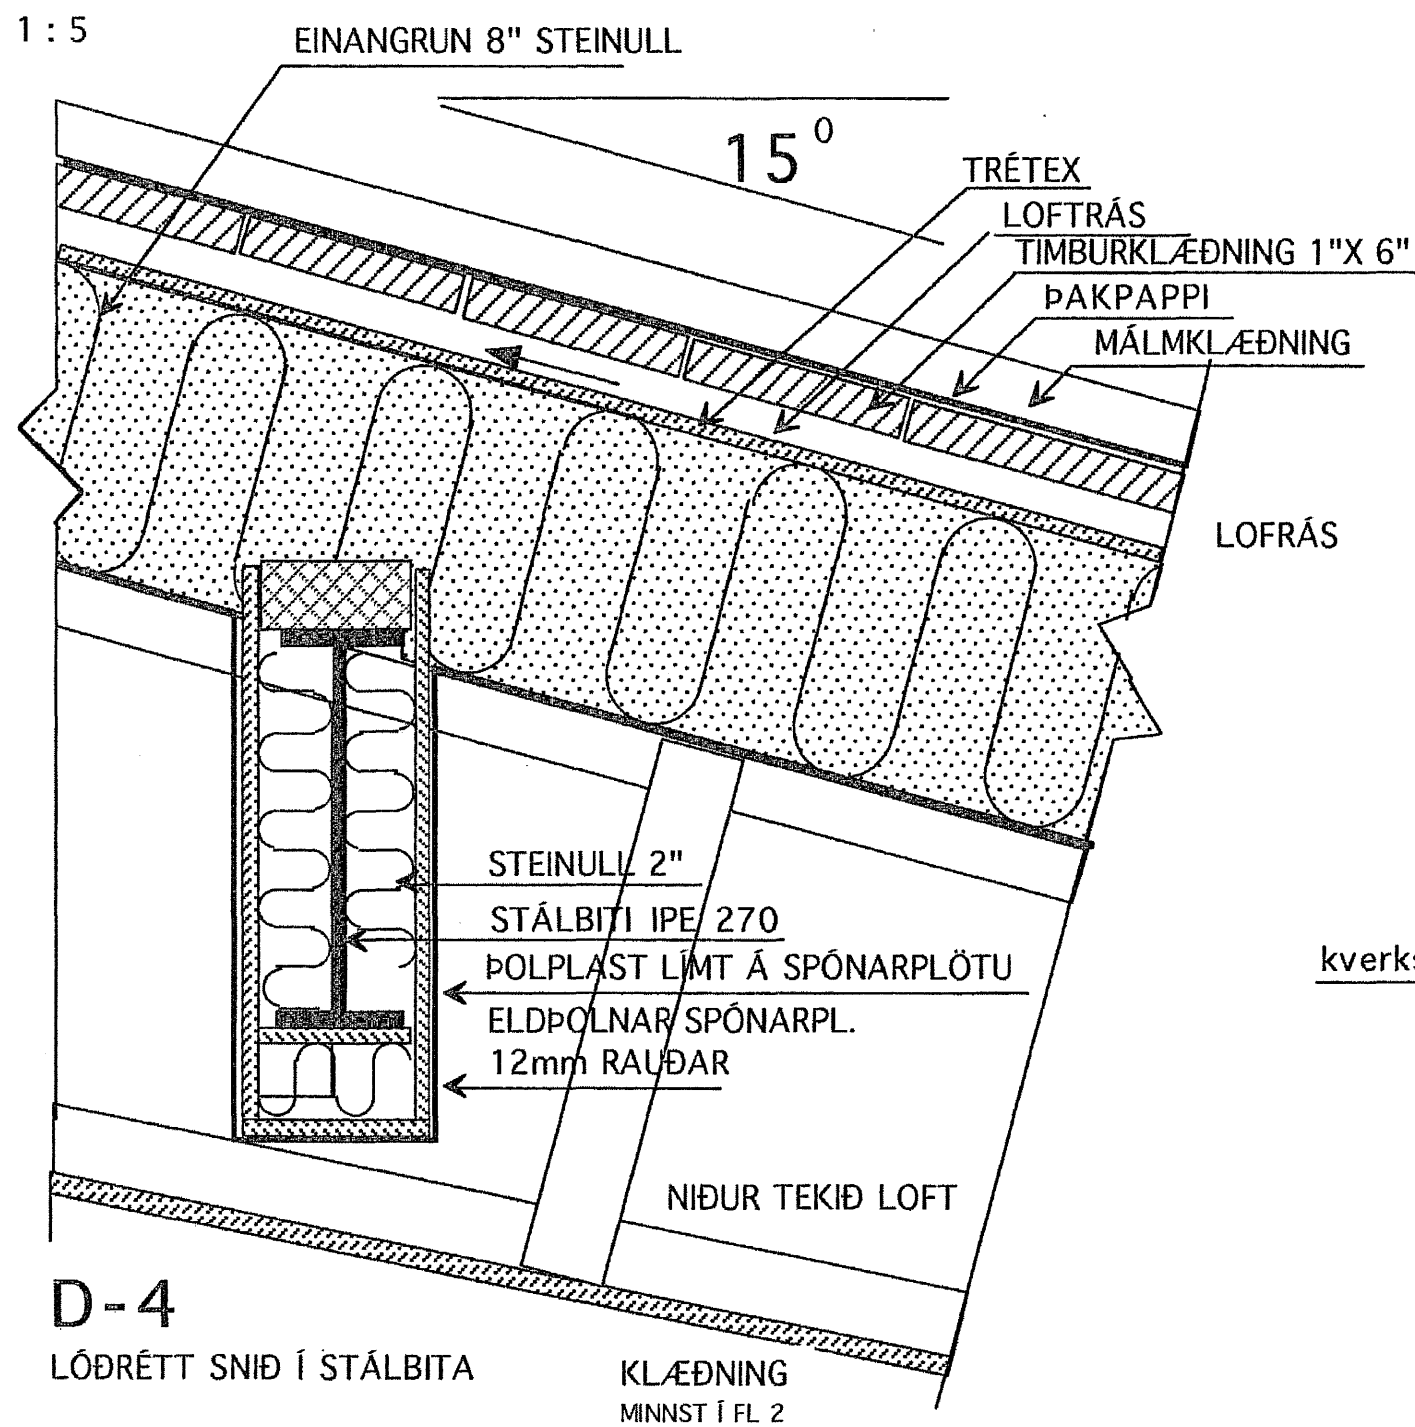 1 : 5
EINANGRUN 8" STEINULL
15°
TRÉTEX
LOFTRÁS
TIMBURKLÆÐNING 1"X 6"
ÞAKPAPPI
MÁLMKLÆÐNING
LOFRÁS
STEINULL 2"
STÁLBITI IPE 270
ÞOLPLAST LÍMT Á SPÓNARPLÖTU
kverks
ELDÞOLNAR SPÓNARPL.
12mm RAUÐAR
NIÐUR TEKIÐ LOFT
D-4
LÓÐRÉTT SNIÐ Í STÁLBITA
KLÆÐNING
MINNST Í FL 2